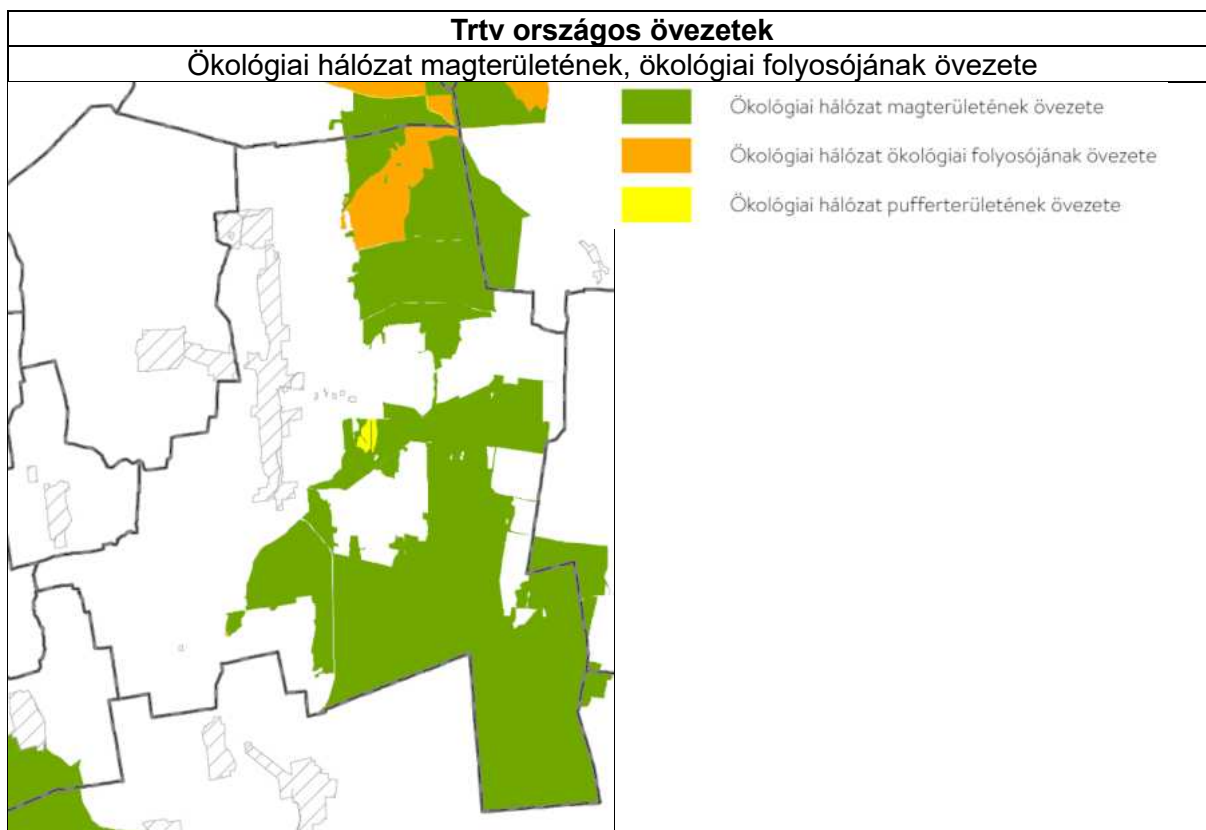 Trtv országos övezetek
Ökológiai hálózat magterületének, ökológiai folyosójának övezete
Ökológiai hálózat magterületének övezete
Ökológiai hálózat ökológiai folyosójának övezete
Ökológiai hálózat pufferterületének övezete